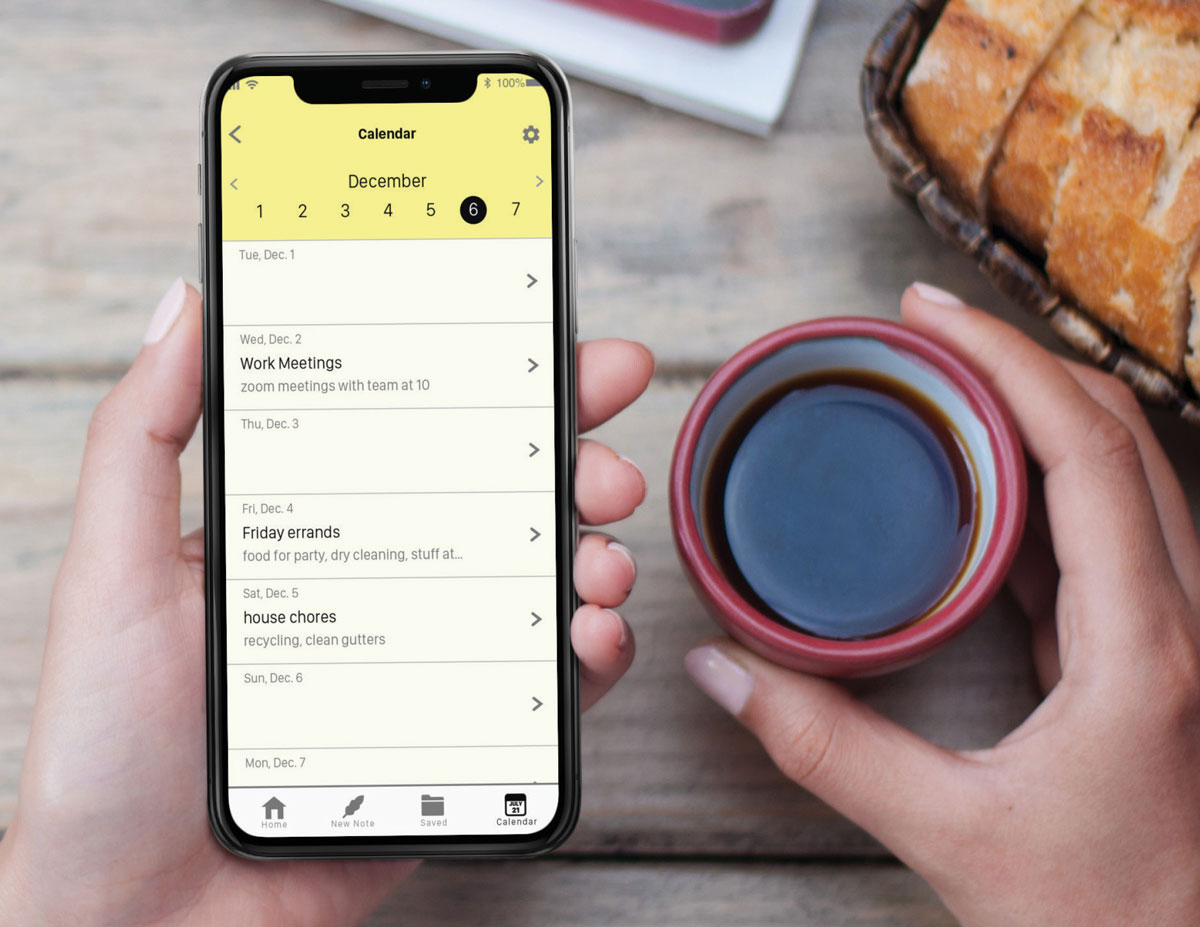 100%
Calendar
December
1 2 3 4 5 6 7
Tue, Dec. 1
Wed, Dec. 2
Work Meetings
zoom meetings with team at 10
Thu, Dec. 3
Fri, Dec. 4
Friday errands
food for party, dry cleaning, stuff at...
Sat, Dec. 5
house chores
recycling, clean gutters
Sun, Dec. 6
Mon, Dec. 7
JULY
21
Home New Note Saved Calendar